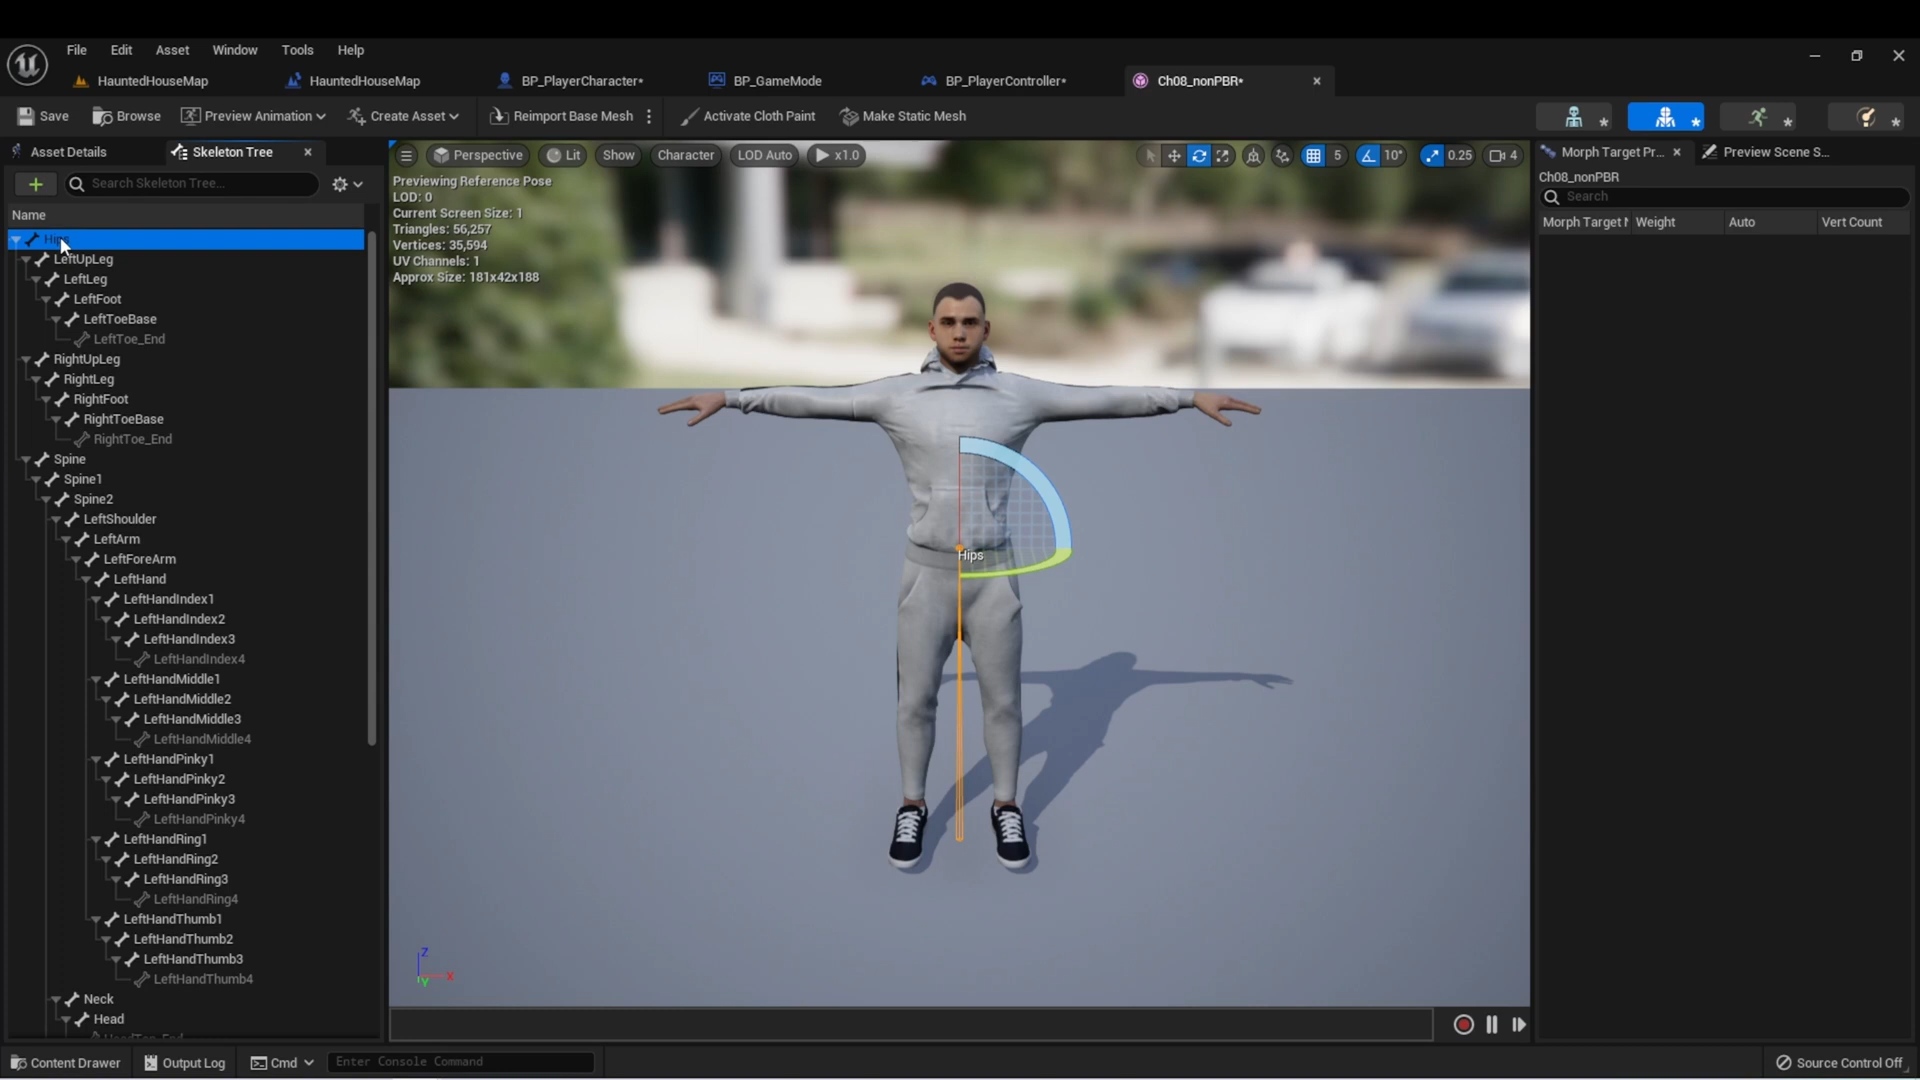 File Edit Asset Window Tools Help
HauntedHouseMap HauntedHouseMap BP_PlayerCharacter* BP_GameMode BP_PlayerController* Ch08_nonPBR*
Save Browse Preview Animation Create Asset Reimport Base Mesh Activate Cloth Paint Make Static Mesh
Asset Details Skeleton Tree
Search Skeleton Tree...
Name
LeftUpLeg
LeftLeg
LeftFoot
LeftToeBase
LeftToe_End
RightUpLeg
RightLeg
RightFoot
RightToeBase
RightToe_End
Spine
Spine1
Spine2
LeftShoulder
LeftArm
LeftForeArm
LeftHand
LeftHandIndex1
LeftHandIndex2
LeftHandIndex3
LeftHandIndex4
LeftHandMiddle1
LeftHandMiddle2
LeftHandMiddle3
LeftHandMiddle4
LeftHandPinky1
LeftHandPinky2
LeftHandPinky3
LeftHandPinky4
LeftHandRing1
LeftHandRing2
LeftHandRing3
LeftHandRing4
LeftHandThumb1
LeftHandThumb2
LeftHandThumb3
LeftHandThumb4
Neck
Head
Perspective Lit Show Character LOD Auto x1.0 5 10° 0.25 4
Previewing Reference Pose
LOD: 0
Current Screen Size: 1
Triangles: 56,257
Vertices: 35,594
UV Channels: 1
Approx Size: 181x42x188
Hips
Z
X
Y
Morph Target Pr... Preview Scene S...
Ch08_nonPBR
Search
Morph Target Weight Auto Vert Count
Content Drawer Output Log Cmd Enter Console Command Source Control Off